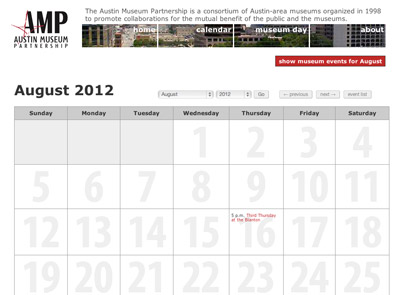 AMP
AUSTIN MUSEUM
PARTNERSHIP
The Austin Museum Partnership is a consortium of Austin-area museums organized in 1998
to promote collaborations for the mutual benefit of the public and the museums.
home calendar museum day about
show museum events for August
August 2012
August 2012 Go ← previous next → event list
Sunday Monday Tuesday Wednesday Thursday Friday Saturday
1 2 3 4
5 6 7 8 9 10 11
12 13 14 15 16 17 18
5 p.m. Third Thursday
at the Blanton
19 20 21 22 23 24 25